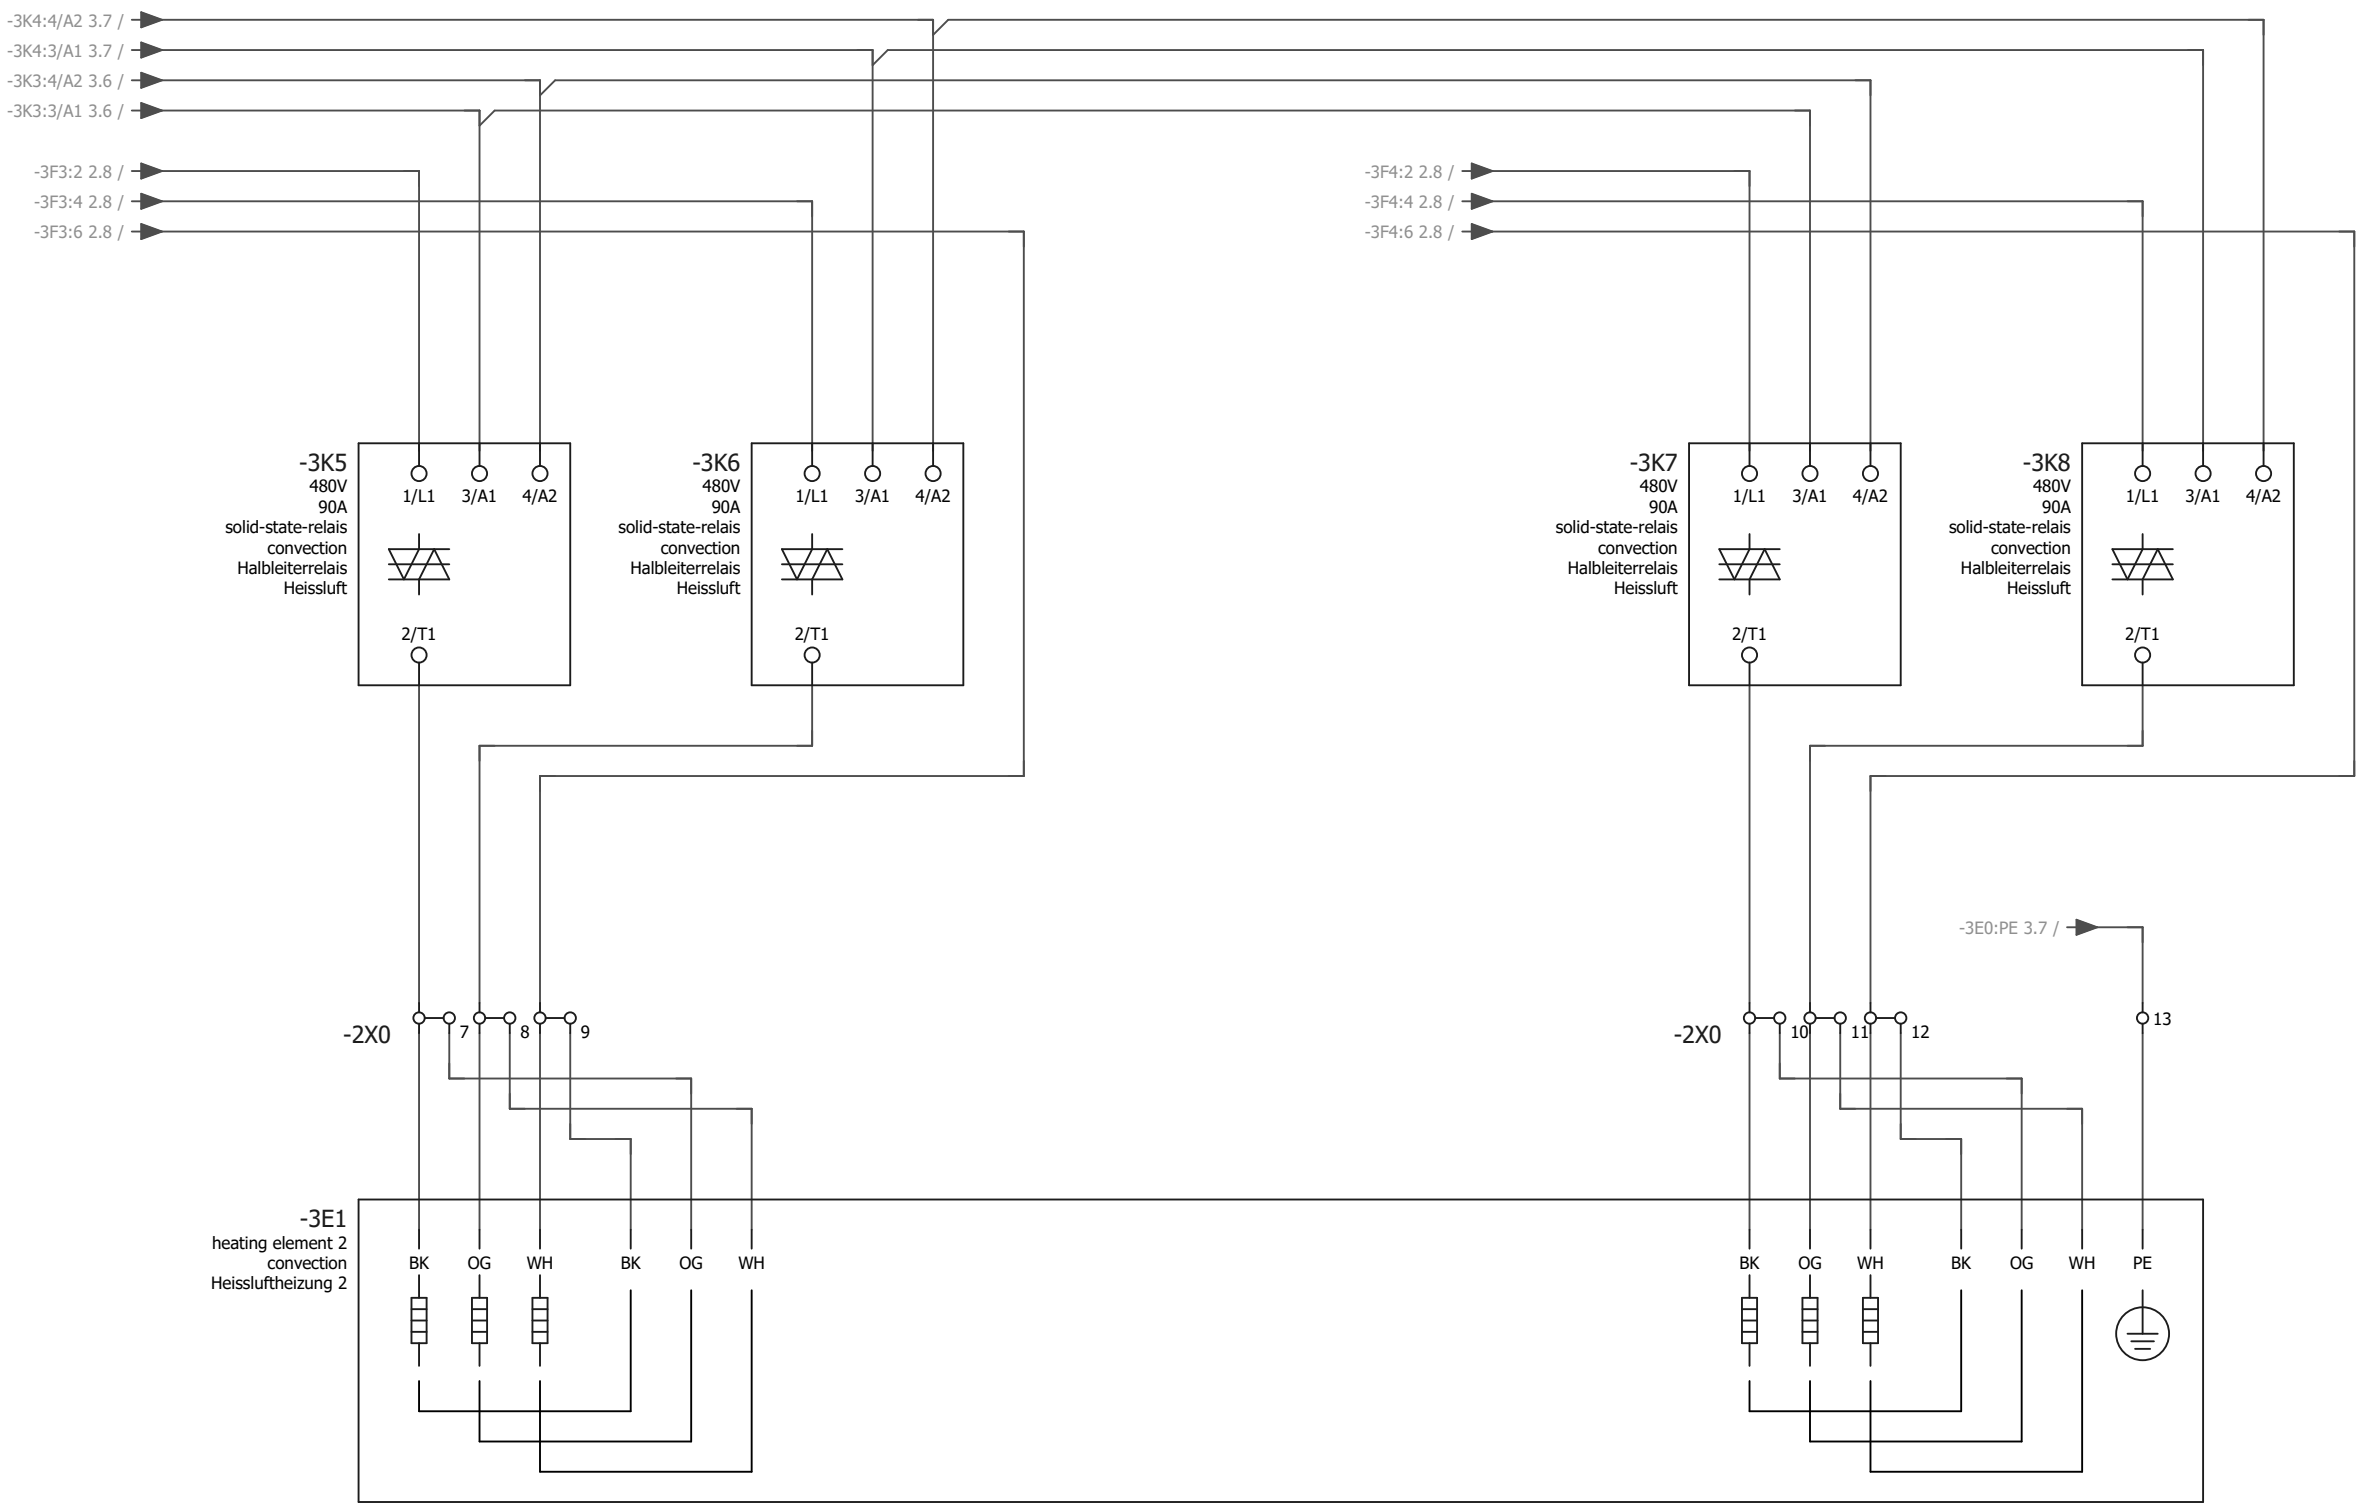 -3K4:4/A2 3.7 /
-3K4:3/A1 3.7 /
-3K3:4/A2 3.6 /
-3K3:3/A1 3.6 /
-3F3:2 2.8 /
-3F3:4 2.8 /
-3F3:6 2.8 /
-3F4:2 2.8 /
-3F4:4 2.8 /
-3F4:6 2.8 /
-3K5
480V
90A
solid-state-relais
convection
Halbleiterrelais
Heissluft
1/L1 3/A1 4/A2
2/T1
-3K6
480V
90A
solid-state-relais
convection
Halbleiterrelais
Heissluft
1/L1 3/A1 4/A2
2/T1
-3K7
480V
90A
solid-state-relais
convection
Halbleiterrelais
Heissluft
1/L1 3/A1 4/A2
2/T1
-3K8
480V
90A
solid-state-relais
convection
Halbleiterrelais
Heissluft
1/L1 3/A1 4/A2
2/T1
-3E0:PE 3.7 /
-2X0 7 8 9
-2X0 10 11 12 13
-3E1
heating element 2
convection
Heissluftheizung 2
BK OG WH BK OG WH
BK OG WH BK OG WH PE